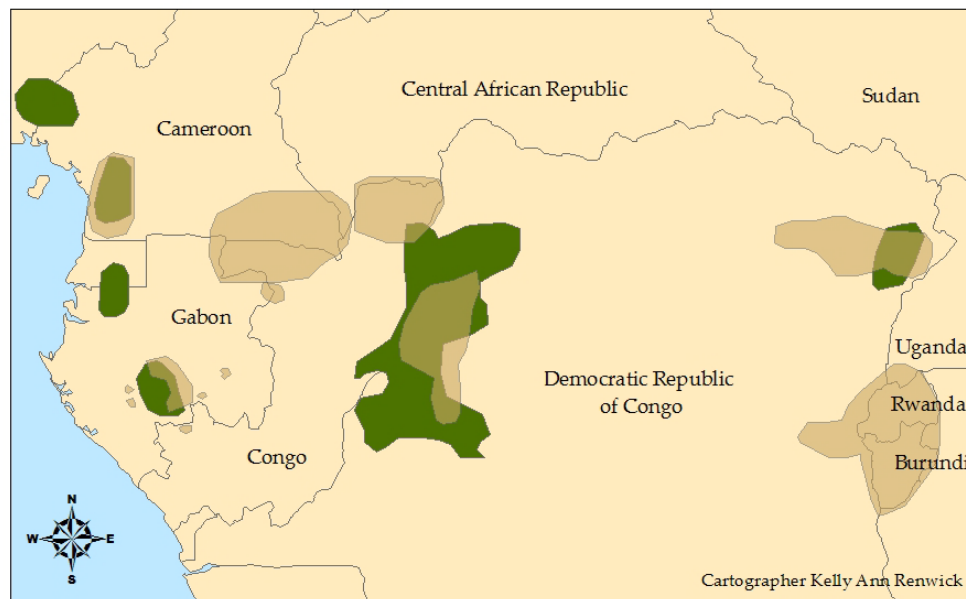 Central African Republic
Sudan
Cameroon
Gabon
Uganda
Democratic Republic
of Congo
Rwanda
Congo
Burundi
N
W
E
S
Cartographer Kelly Ann Renwick